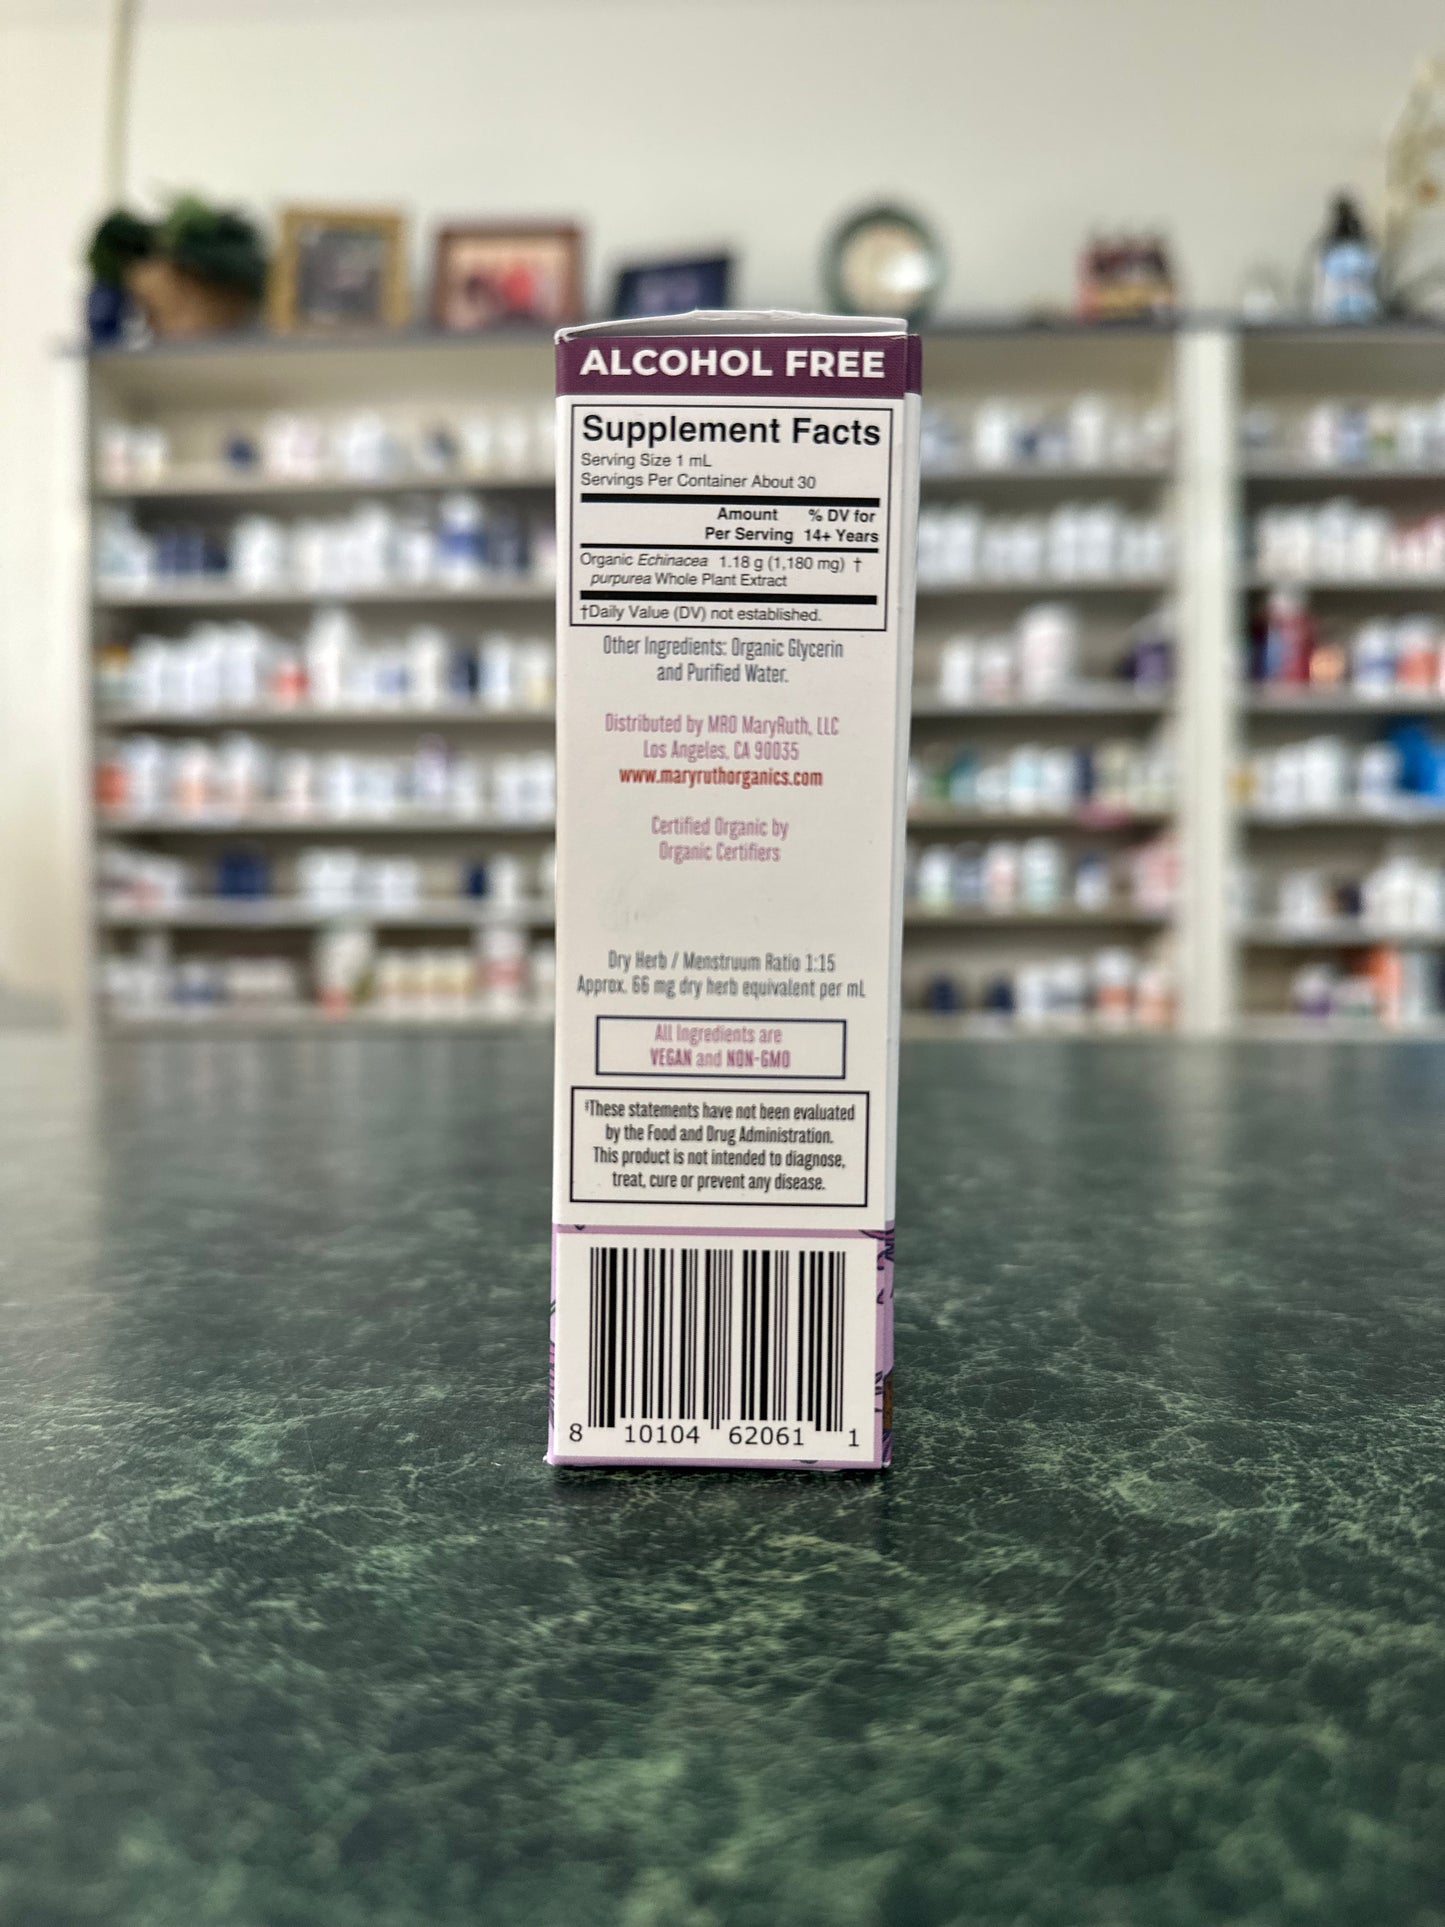 ALCOHOL FREE
Supplement Facts
Serving Size 1 mL
Servings Per Container About 30
Amount % DV for
Per Serving 14+ Years
Organic Echinacea 1.18 g (1,180 mg) †
purpurea Whole Plant Extract
†Daily Value (DV) not established.
Other Ingredients: Organic Glycerin
and Purified Water.
Distributed by MRO MaryRuth, LLC
Los Angeles, CA 90035
www.maryruthorganics.com
Certified Organic by
Organic Certifiers
Dry Herb / Menstruum Ratio 1:15
Approx. 66 mg dry herb equivalent per mL
All Ingredients are
VEGAN and NON-GMO
‡These statements have not been evaluated
by the Food and Drug Administration.
This product is not intended to diagnose,
treat, cure or prevent any disease.
8 10104 62061 1